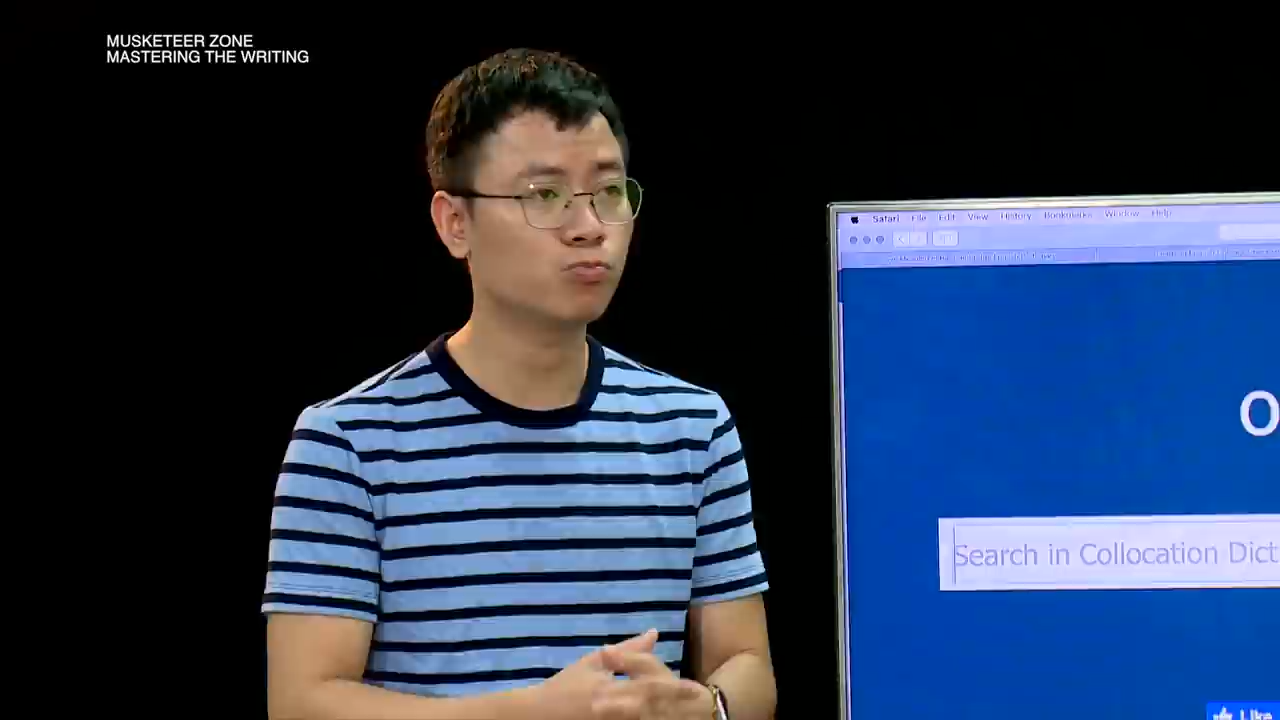 MUSKETEER ZONE
MASTERING THE WRITING
Safari File Edit View History Bookmarks Window Help
O
Search in Collocation Dict
Like